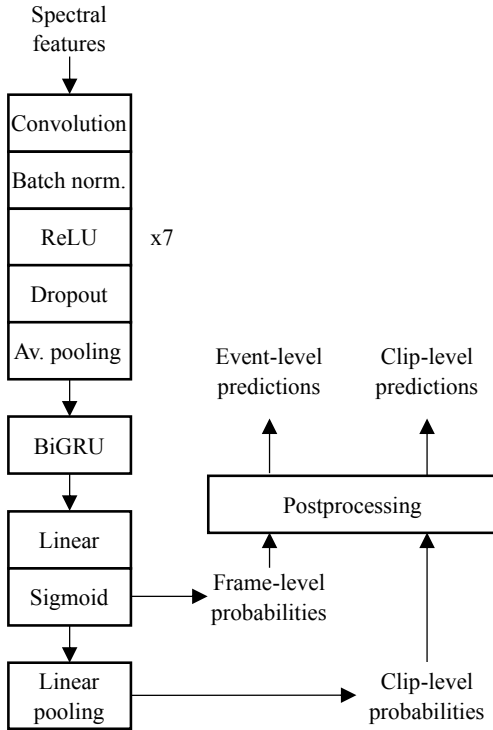 Spectral
features
Convolution
Batch norm.
ReLU
x7
Dropout
Av. pooling
BiGRU
Linear
Sigmoid
Linear
pooling
Event-level
predictions
Clip-level
predictions
Postprocessing
Frame-level
probabilities
Clip-level
probabilities